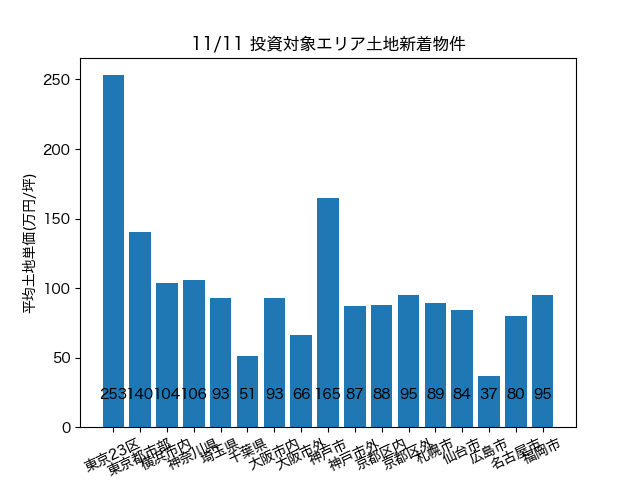 11/11 投資対象エリア土地新着物件
平均土地単価(万円/坪)
250
200
150
100
50
0
253 140 104 106 93 51 93 66 165 87 88 95 89 84 37 80 95
東京23区
東京都市部
横浜市内
神奈川県
埼玉県
千葉県
大阪市内
大阪市外
神戸市
神戸市外
京都区内
京都区外
札幌市
仙台市
広島市
名古屋市
福岡市